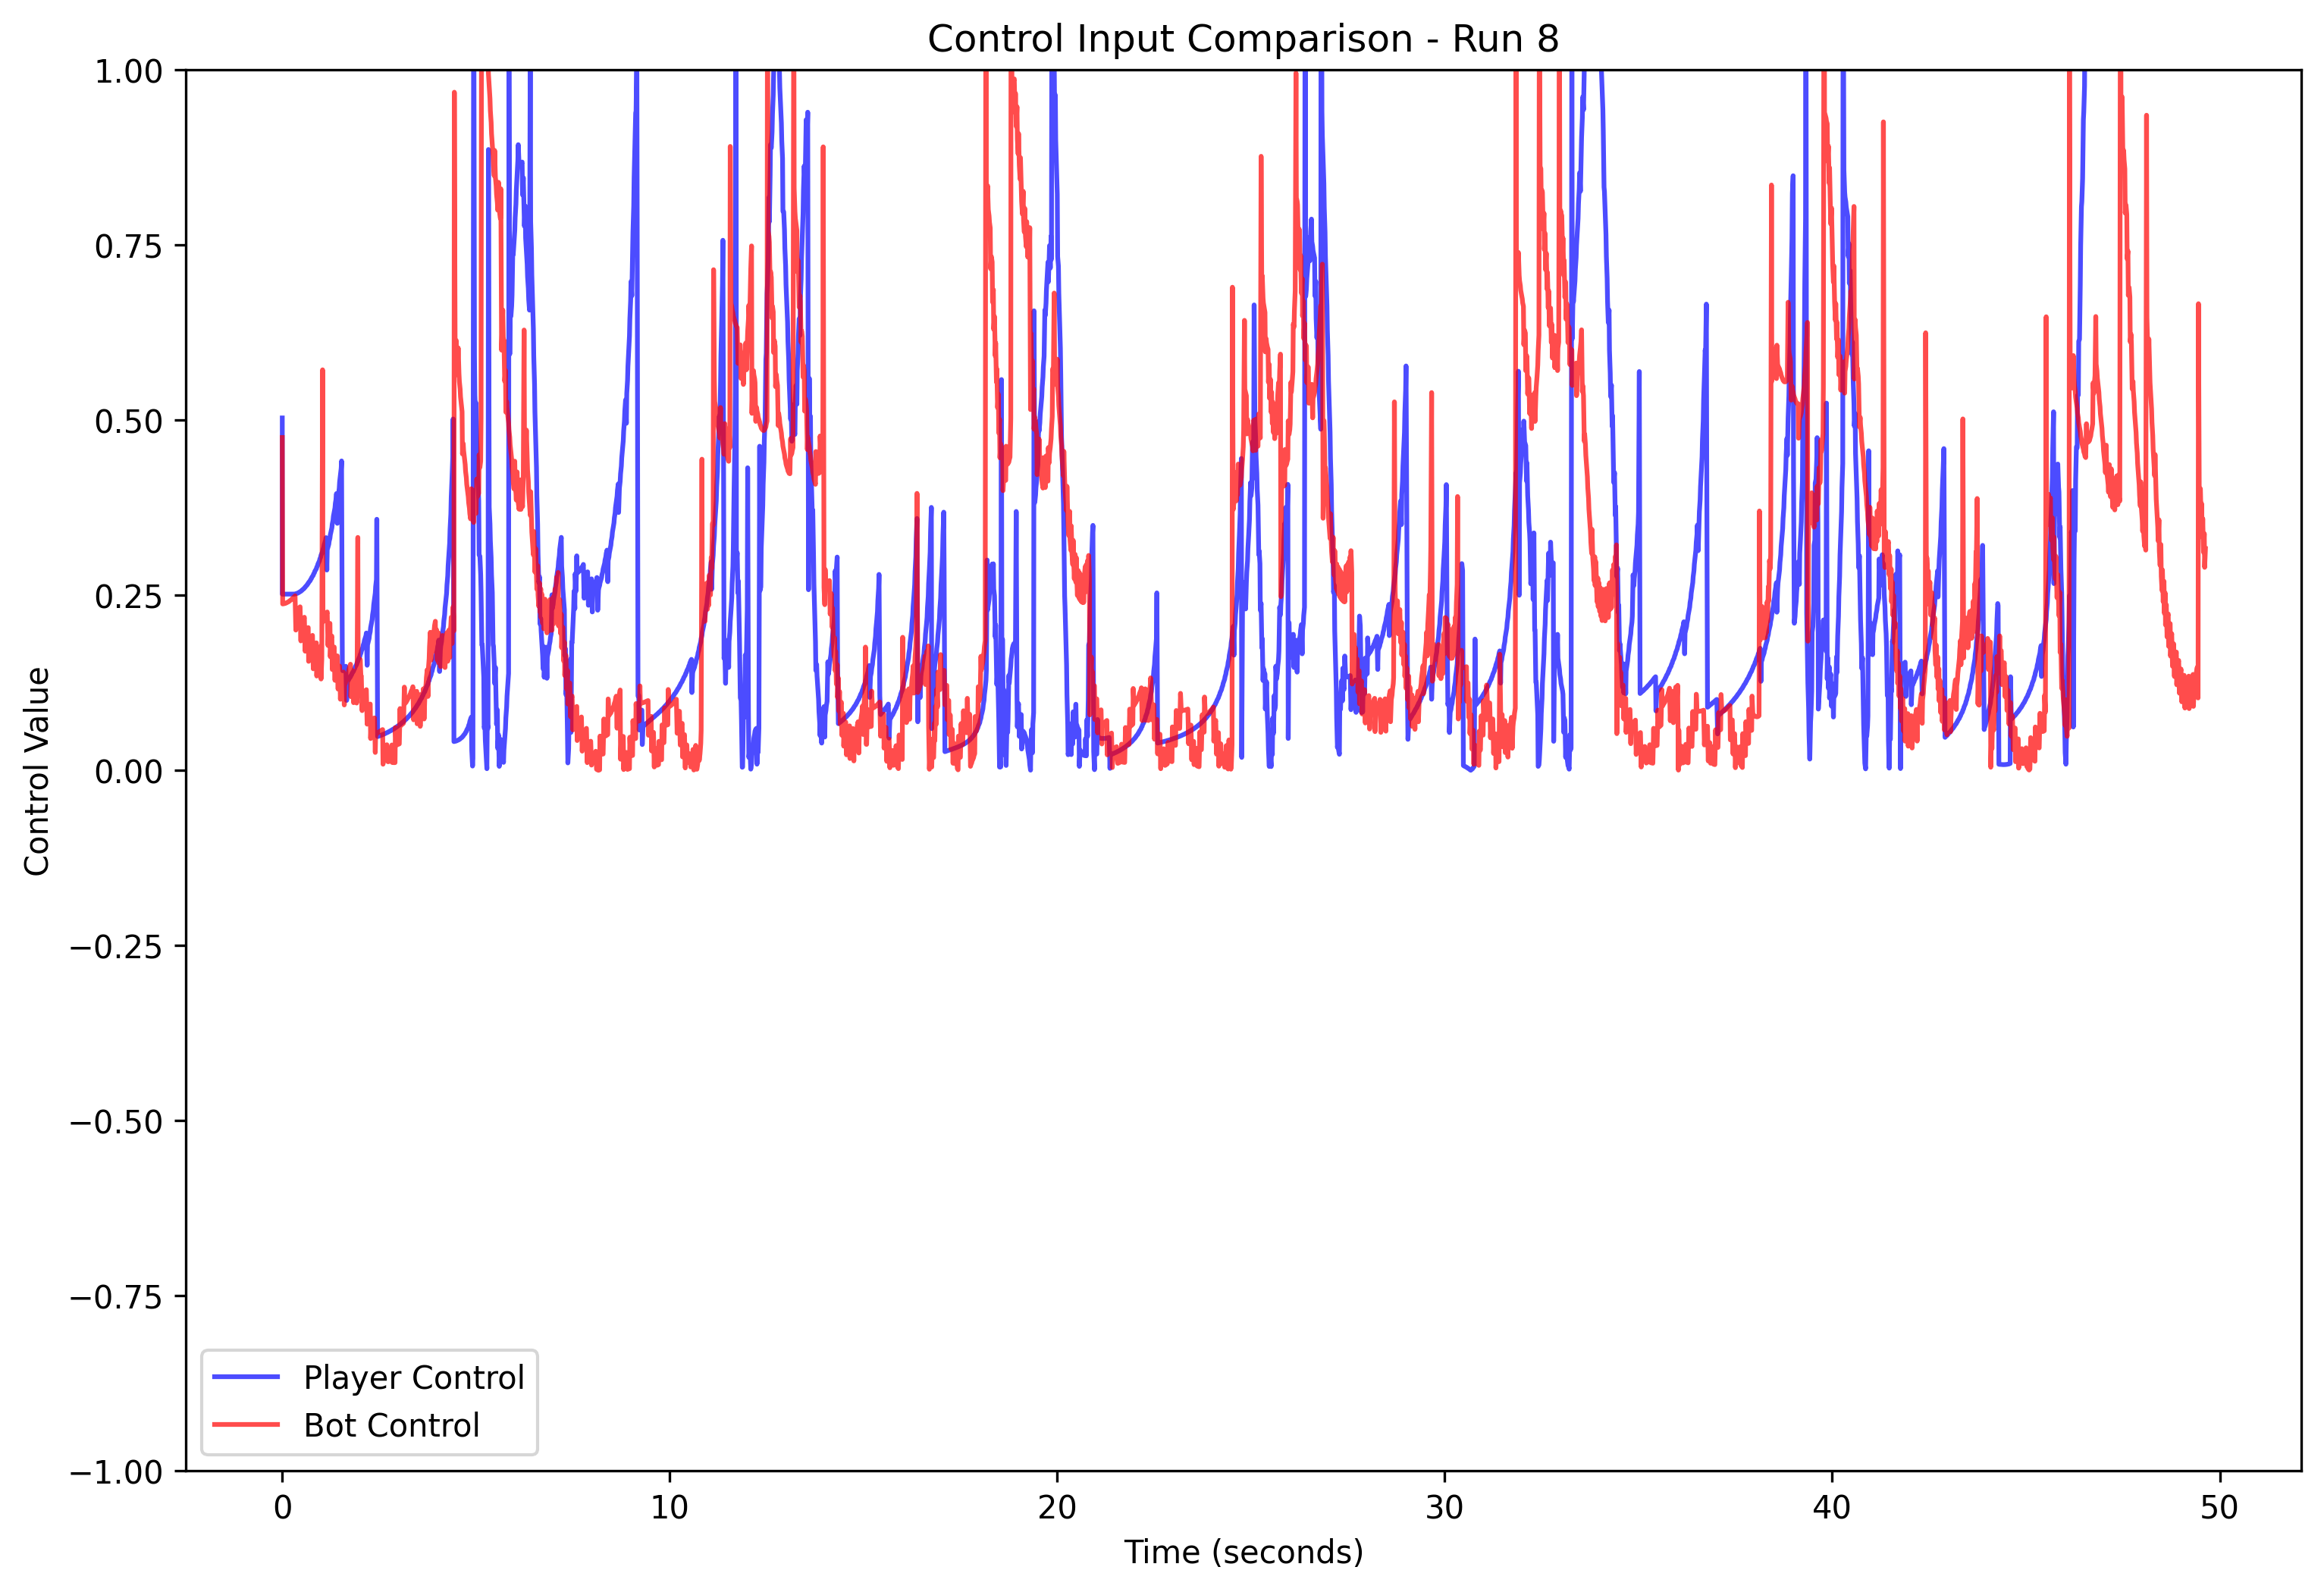 Control Input Comparison - Run 8
1.00
0.75
0.50
0.25
0.00
−0.25
−0.50
−0.75
−1.00
Control Value
Player Control
Bot Control
0 10 20 30 40 50
Time (seconds)